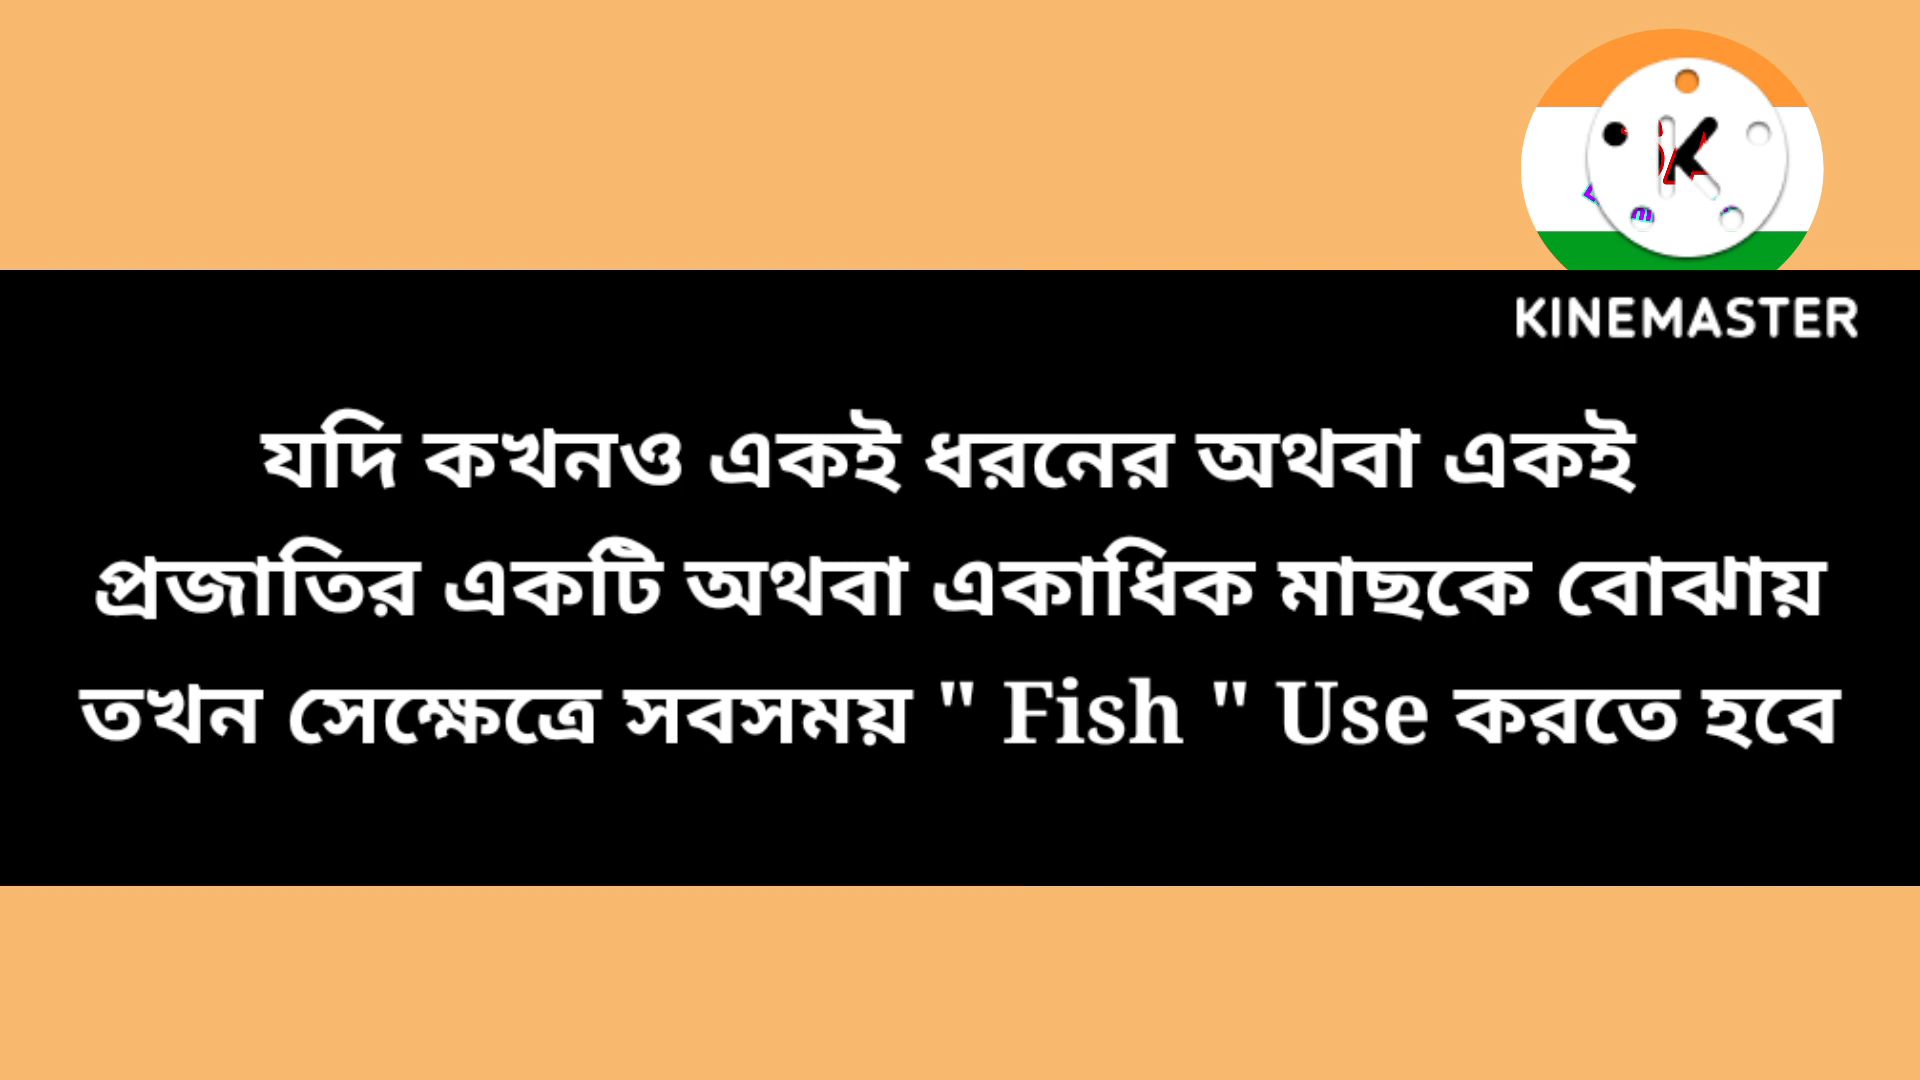 KINEMASTER
যদি কখনও একই ধরনের অথবা একই
প্রজাতির একটি অথবা একাধিক মাছকে বোঝায়
তখন সেক্ষেত্রে সবসময় " Fish " Use করতে হবে